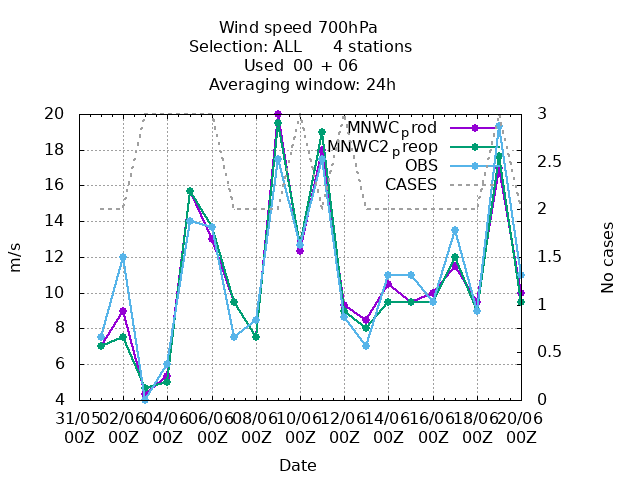 Wind speed 700hPa
Selection: ALL 4 stations
Used 00 + 06
Averaging window: 24h
MNWCprod
MNWC2preop
OBS
CASES
20
18
16
14
12
10
8
6
4
3
2.5
2
1.5
1
0.5
0
m/s
No cases
31/05 02/06 04/06 06/06 08/06 10/06 12/06 14/06 16/06 18/06 20/06
00Z 00Z 00Z 00Z 00Z 00Z 00Z 00Z 00Z 00Z 00Z
Date